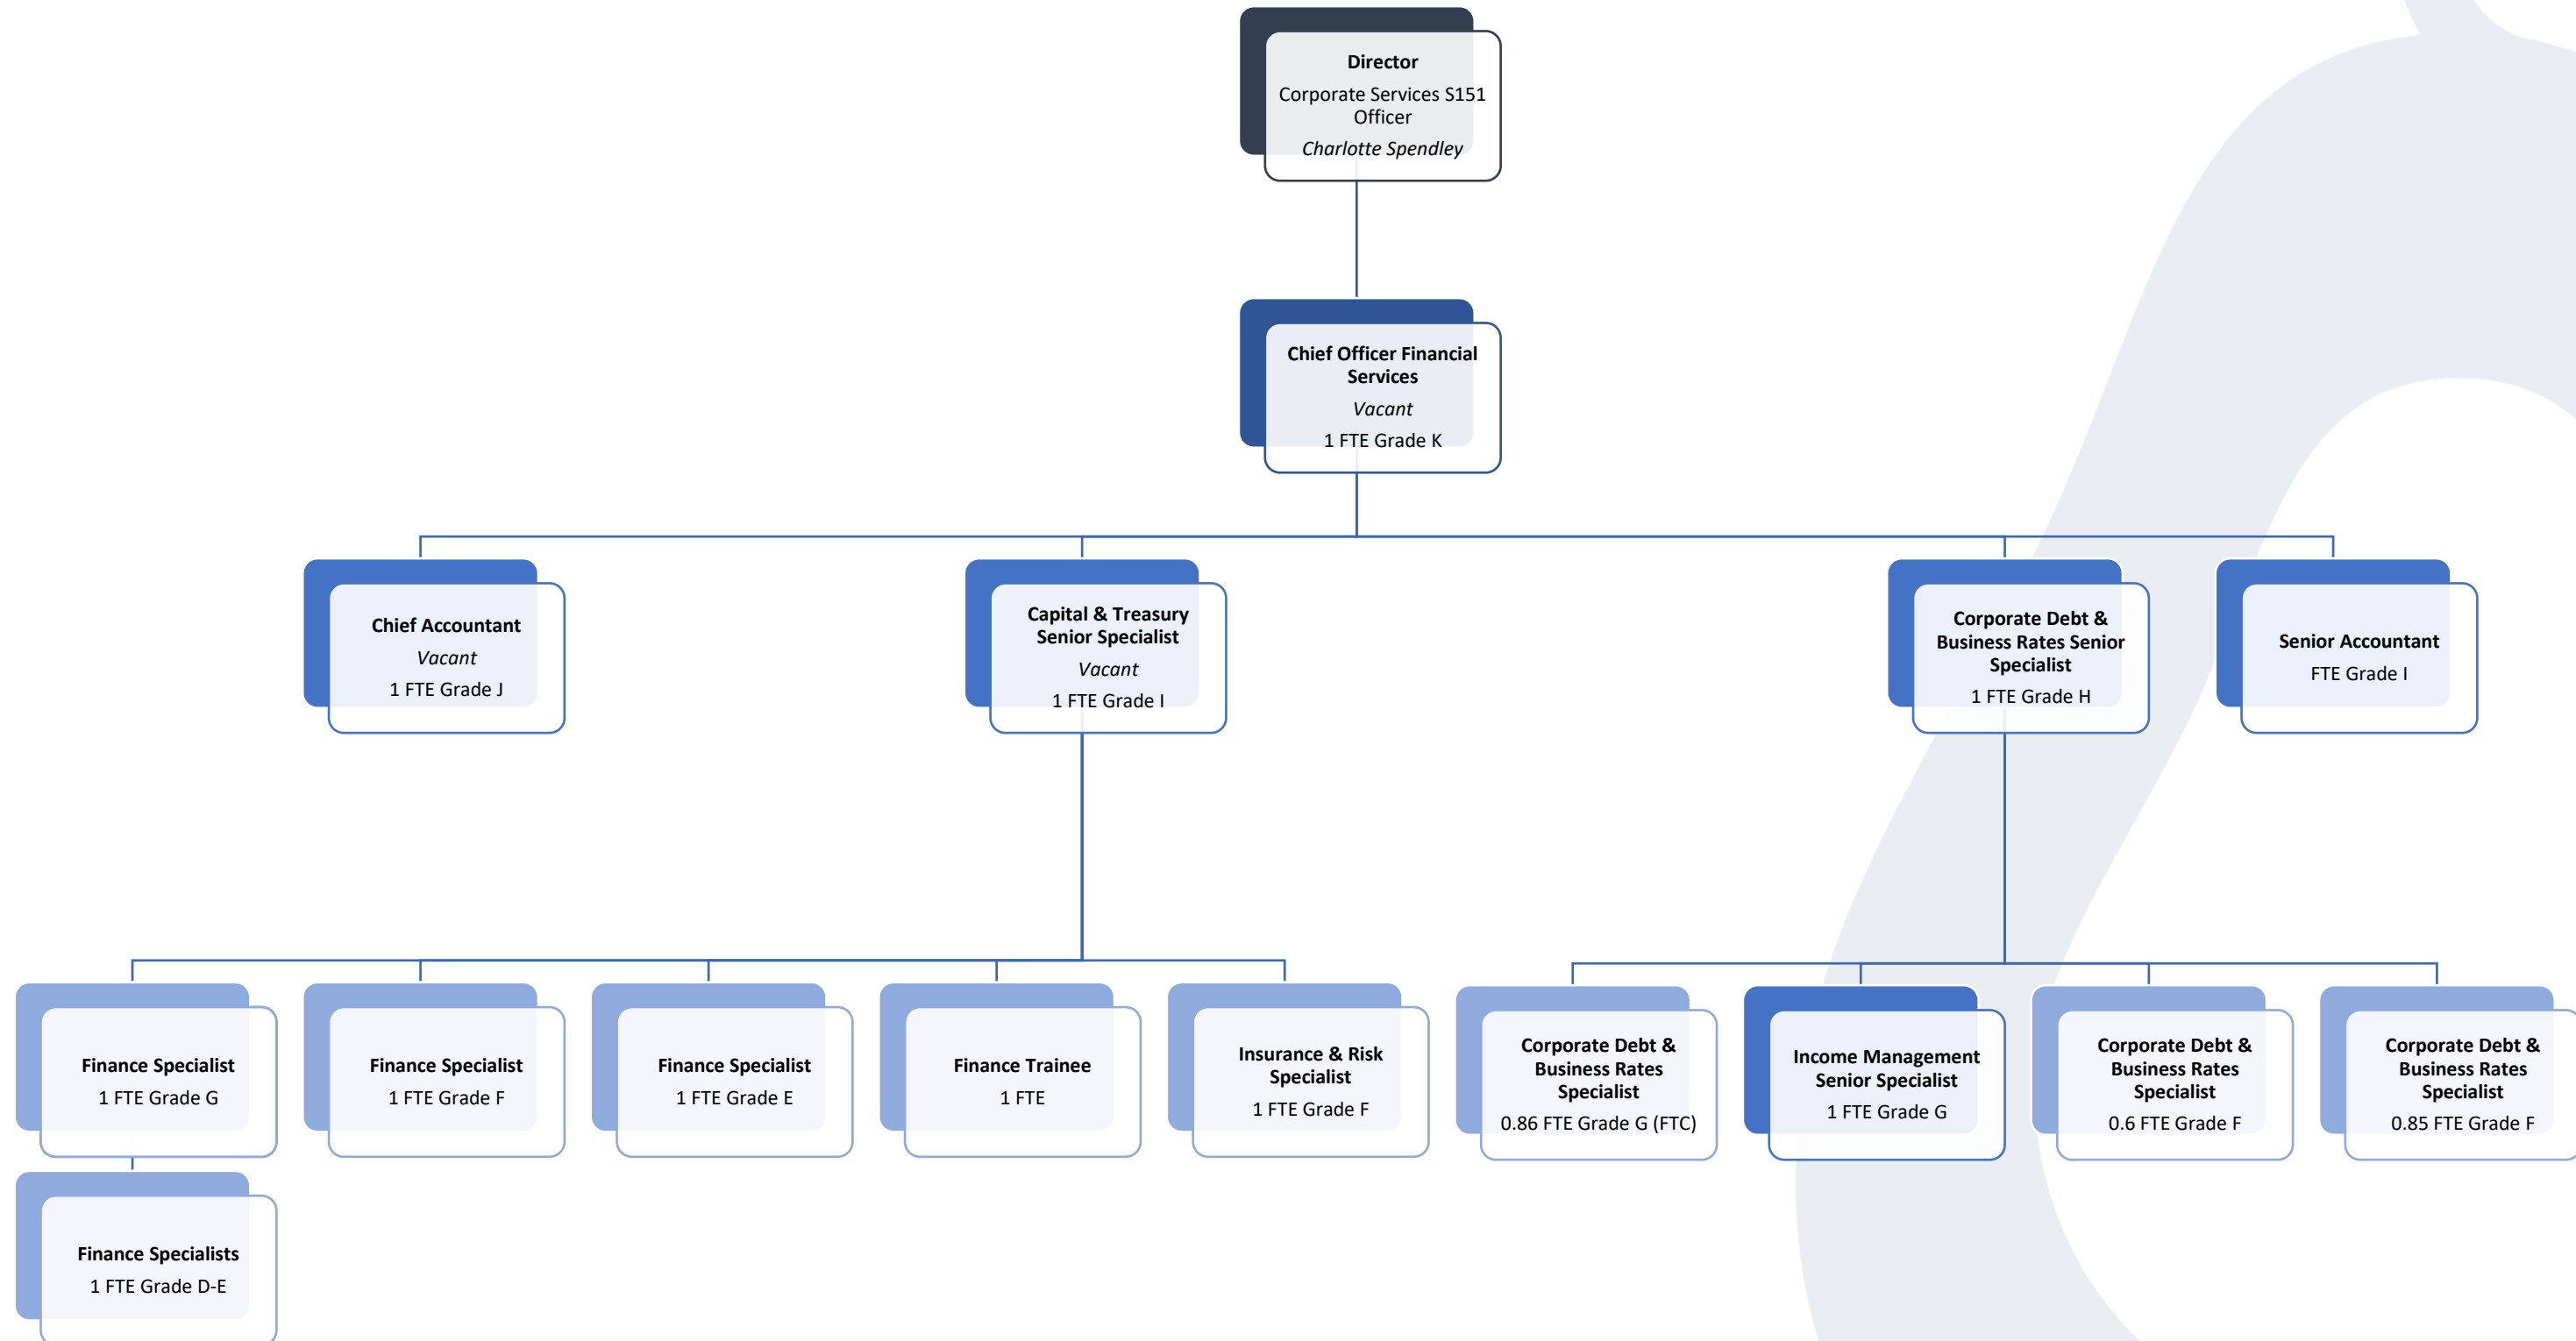 Director
Corporate Services S151
Officer
Charlotte Spendley
Chief Officer Financial
Services
Vacant
1 FTE Grade K
Chief Accountant
Vacant
1 FTE Grade J
Capital & Treasury
Senior Specialist
Vacant
1 FTE Grade I
Corporate Debt &
Business Rates Senior
Specialist
1 FTE Grade H
Senior Accountant
FTE Grade I
Finance Specialist
1 FTE Grade G
Finance Specialist
1 FTE Grade F
Finance Specialist
1 FTE Grade E
Finance Trainee
1 FTE
Insurance & Risk
Specialist
1 FTE Grade F
Corporate Debt &
Business Rates
Specialist
0.86 FTE Grade G (FTC)
Income Management
Senior Specialist
1 FTE Grade G
Corporate Debt &
Business Rates
Specialist
0.6 FTE Grade F
Corporate Debt &
Business Rates
Specialist
0.85 FTE Grade F
Finance Specialists
1 FTE Grade D-E